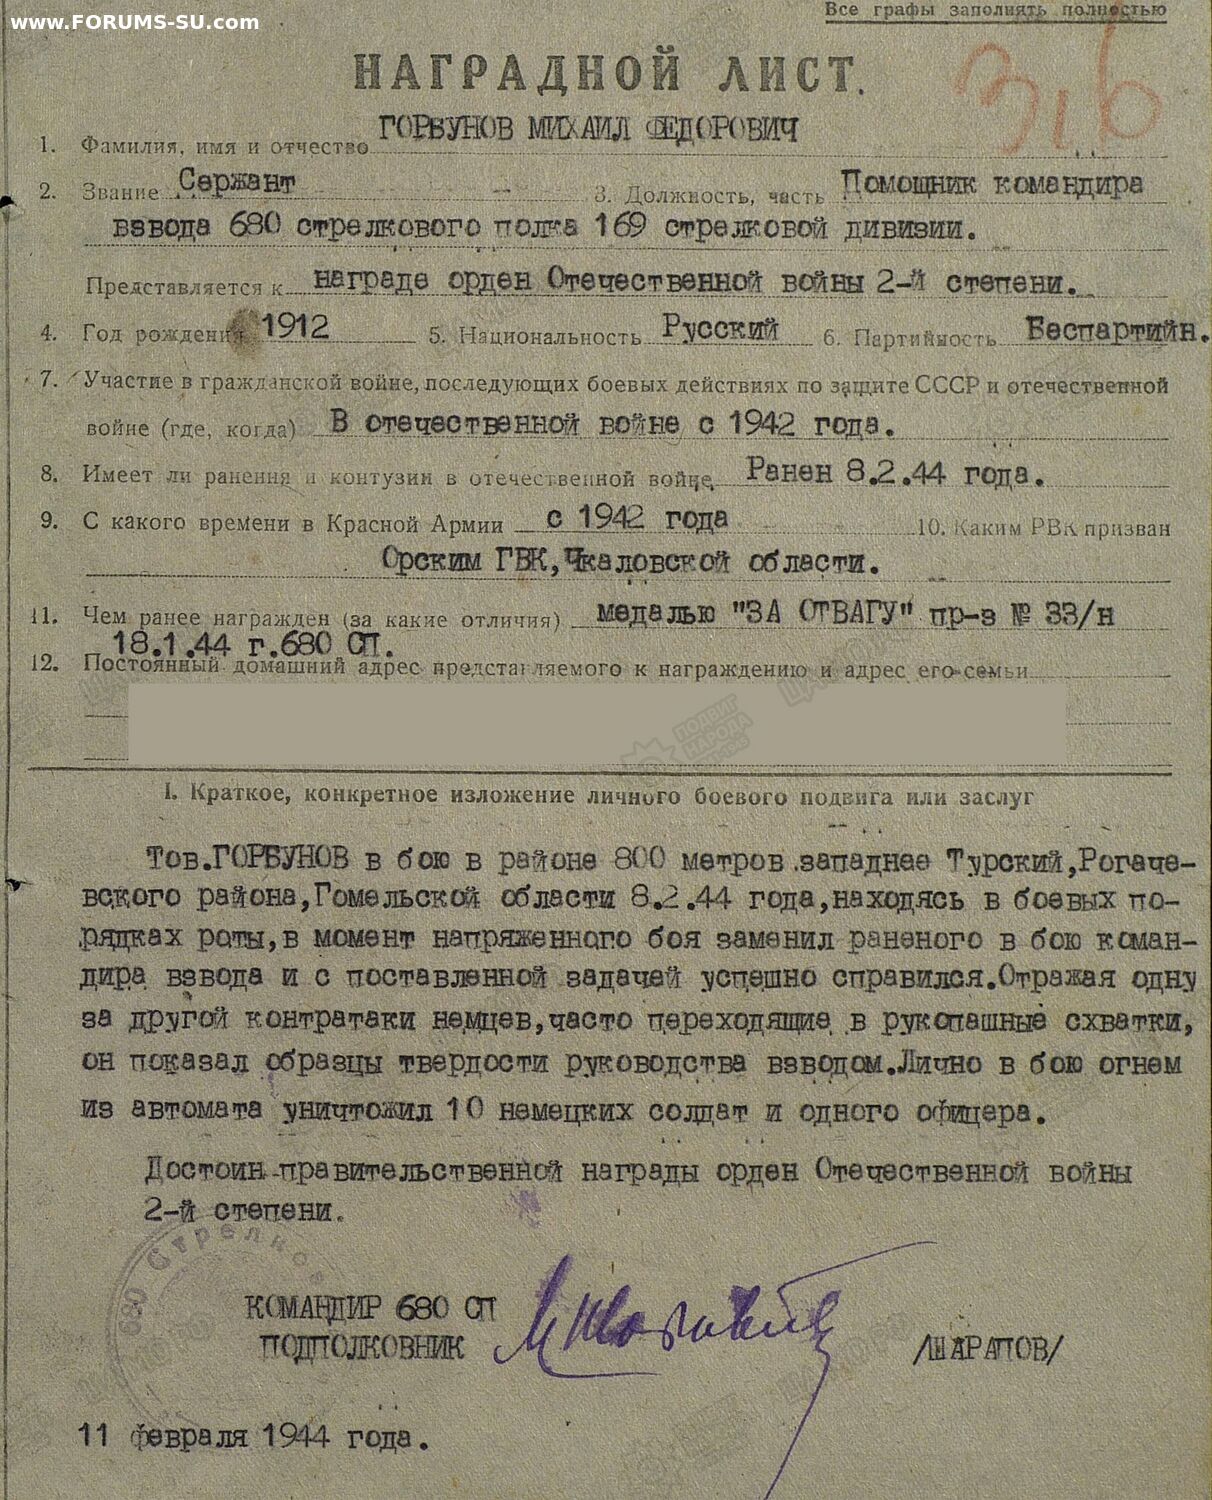 www.FORUMS-SU.com
Все графы заполнять полностью
316
НАГРАДНОЙ ЛИСТ.
1. Фамилия, имя и отчество ГОРБУНОВ МИХАИЛ ФЕДОРОВИЧ
2. Звание Сержант 3. Должность, часть Помощник командира
взвода 680 стрелкового полка 169 стрелковой дивизии.
Представляется к награде орден Отечественной войны 2-й степени.
4. Год рождения 1912 5. Национальность Русский 6. Партийность Беспартийн.
7. Участие в гражданской войне, последующих боевых действиях по защите СССР и отечественной
войне (где, когда) В отечественной войне с 1942 года.
8. Имеет ли ранения и контузии в отечественной войне Ранен 8.2.44 года.
9. С какого времени в Красной Армии с 1942 года 10. Каким РВК призван
Орским ГВК, Чкаловской области.
11. Чем ранее награжден (за какие отличия) медалью "ЗА ОТВАГУ" пр-з № 33/н
18.1.44 г. 680 СП.
12. Постоянный домашний адрес представляемого к награждению и адрес его семьи
ПОДВИГ НАРОДА
I. Краткое, конкретное изложение личного боевого подвига или заслуг
Тов.ГОРБУНОВ в бою в районе 800 метров западнее Турский,Рогаче-
вского района,Гомельской области 8.2.44 года,находясь в боевых по-
рядках роты,в момент напряженного боя заменил раненого в бою коман-
дира взвода и с поставленной задачей успешно справился.Отражая одну
за другой контратаки немцев,часто переходящие в рукопашные схватки,
он показал образцы твердости руководства взводом.Лично в бою огнем
из автомата уничтожил 10 немецких солдат и одного офицера.
Достоин правительственной награды орден Отечественной войны
2-й степени.
680 Стрелков
КОМАНДИР 680 СП
ПОДПОЛКОВНИК /ШАРАПОВ/
11 февраля 1944 года.